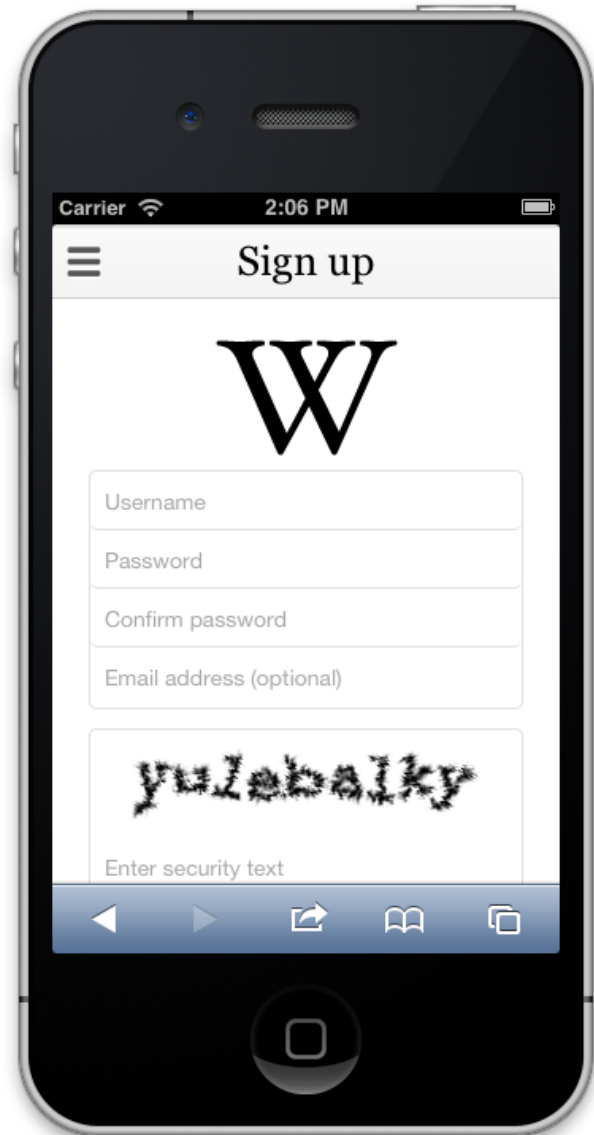 Carrier 2:06 PM
Sign up
W
Username
Password
Confirm password
Email address (optional)
yulebalky
Enter security text